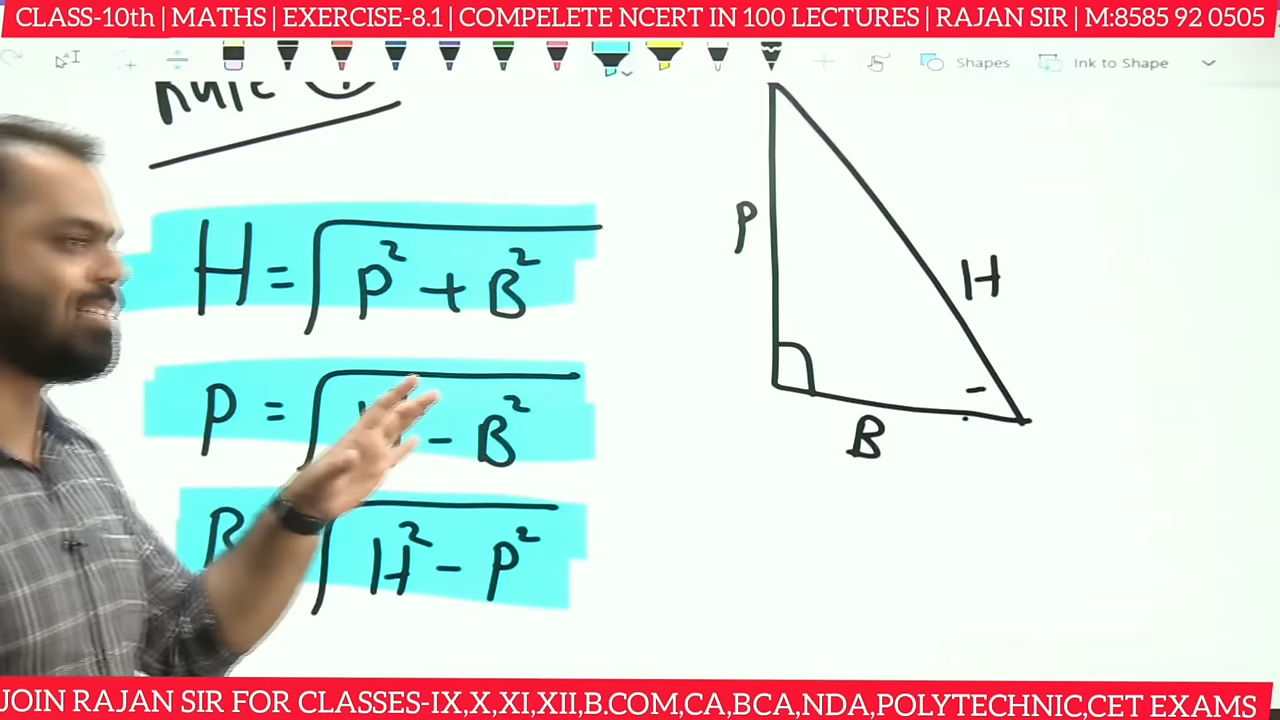 CLASS-10th | MATHS | EXERCISE-8.1 | COMPELETE NCERT IN 100 LECTURES | RAJAN SIR | M:8585 92 0505
Shapes
Ink to Shape
H = √P² + B²
P
H
P = √ - B²
B
B √H² - P²
JOIN RAJAN SIR FOR CLASSES-IX,X,XI,XII,B.COM,CA,BCA,NDA,POLYTECHNIC,CET EXAMS